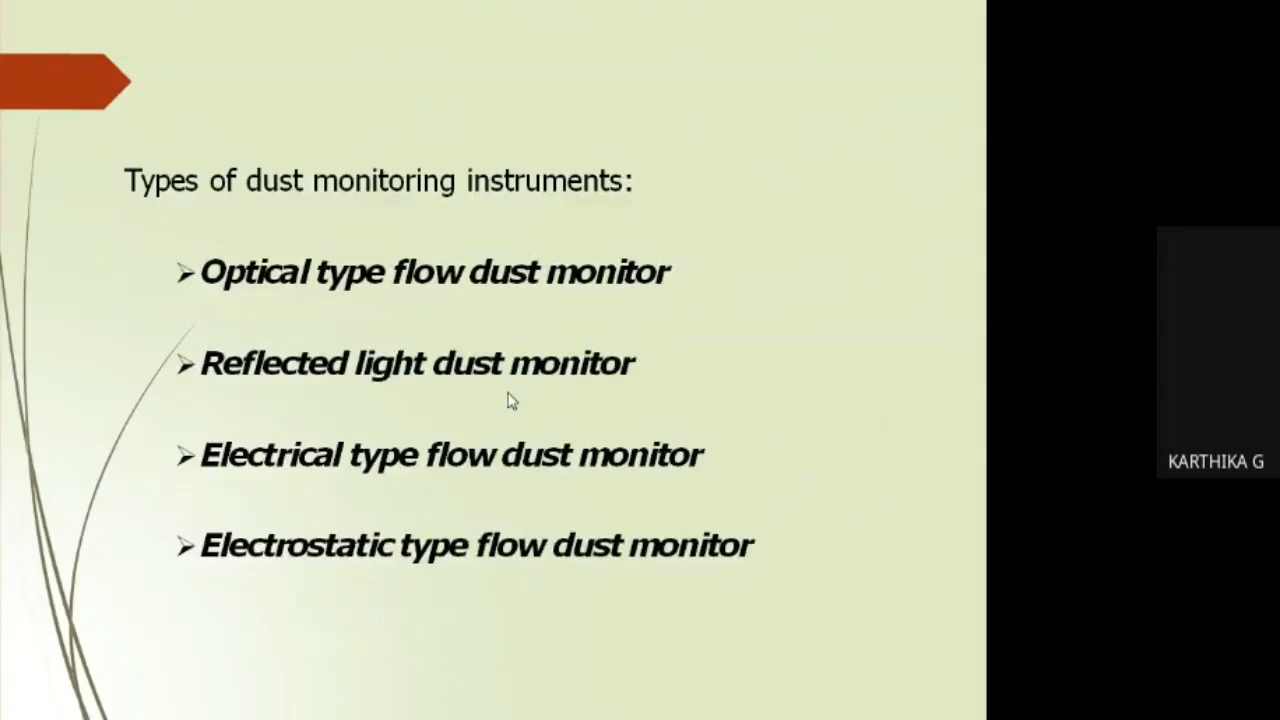 Types of dust monitoring instruments:
➢Optical type flow dust monitor
➢Reflected light dust monitor
➢Electrical type flow dust monitor
➢Electrostatic type flow dust monitor
KARTHIKA G